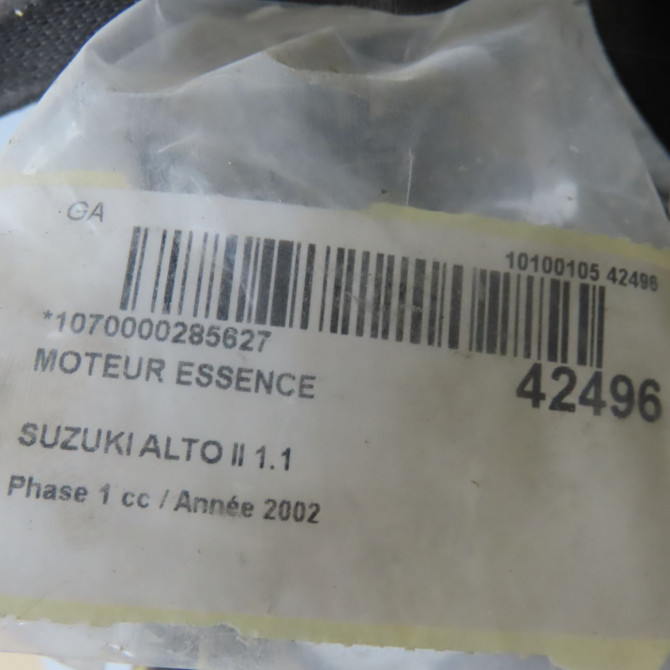 GA
10100105 42496
*1070000285627
42496
MOTEUR ESSENCE
SUZUKI ALTO II 1.1
Phase 1 cc / Année 2002